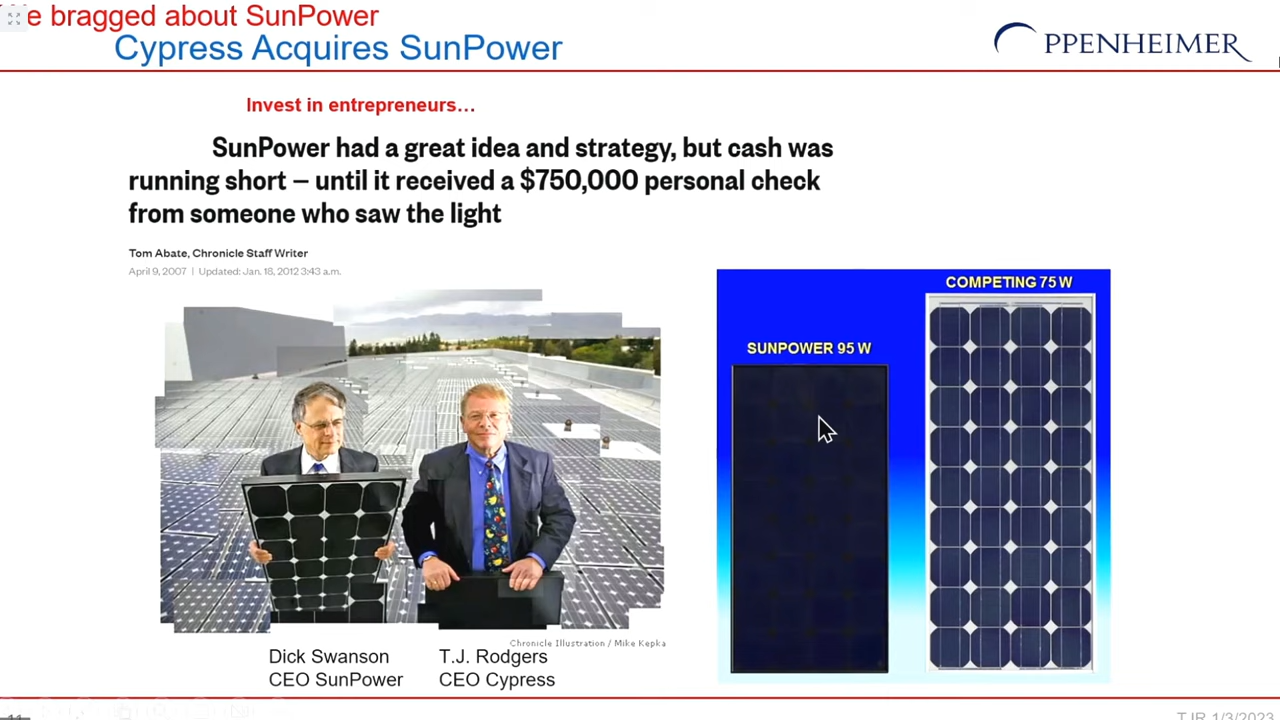 e bragged about SunPower
Cypress Acquires SunPower
PPENHEIMER
Invest in entrepreneurs...
SunPower had a great idea and strategy, but cash was
running short – until it received a $750,000 personal check
from someone who saw the light
Tom Abate, Chronicle Staff Writer
April 9, 2007 | Updated: Jan. 18, 2012 3:43 a.m.
COMPETING 75 W
SUNPOWER 95 W
Chronicle Illustration / Mike Kepka
Dick Swanson
CEO SunPower
T.J. Rodgers
CEO Cypress
11
TJR 1/3/2023